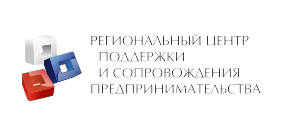 РЕГИОНАЛЬНЫЙ ЦЕНТР
ПОДДЕРЖКИ
И СОПРОВОЖДЕНИЯ
ПРЕДПРИНИМАТЕЛЬСТВА